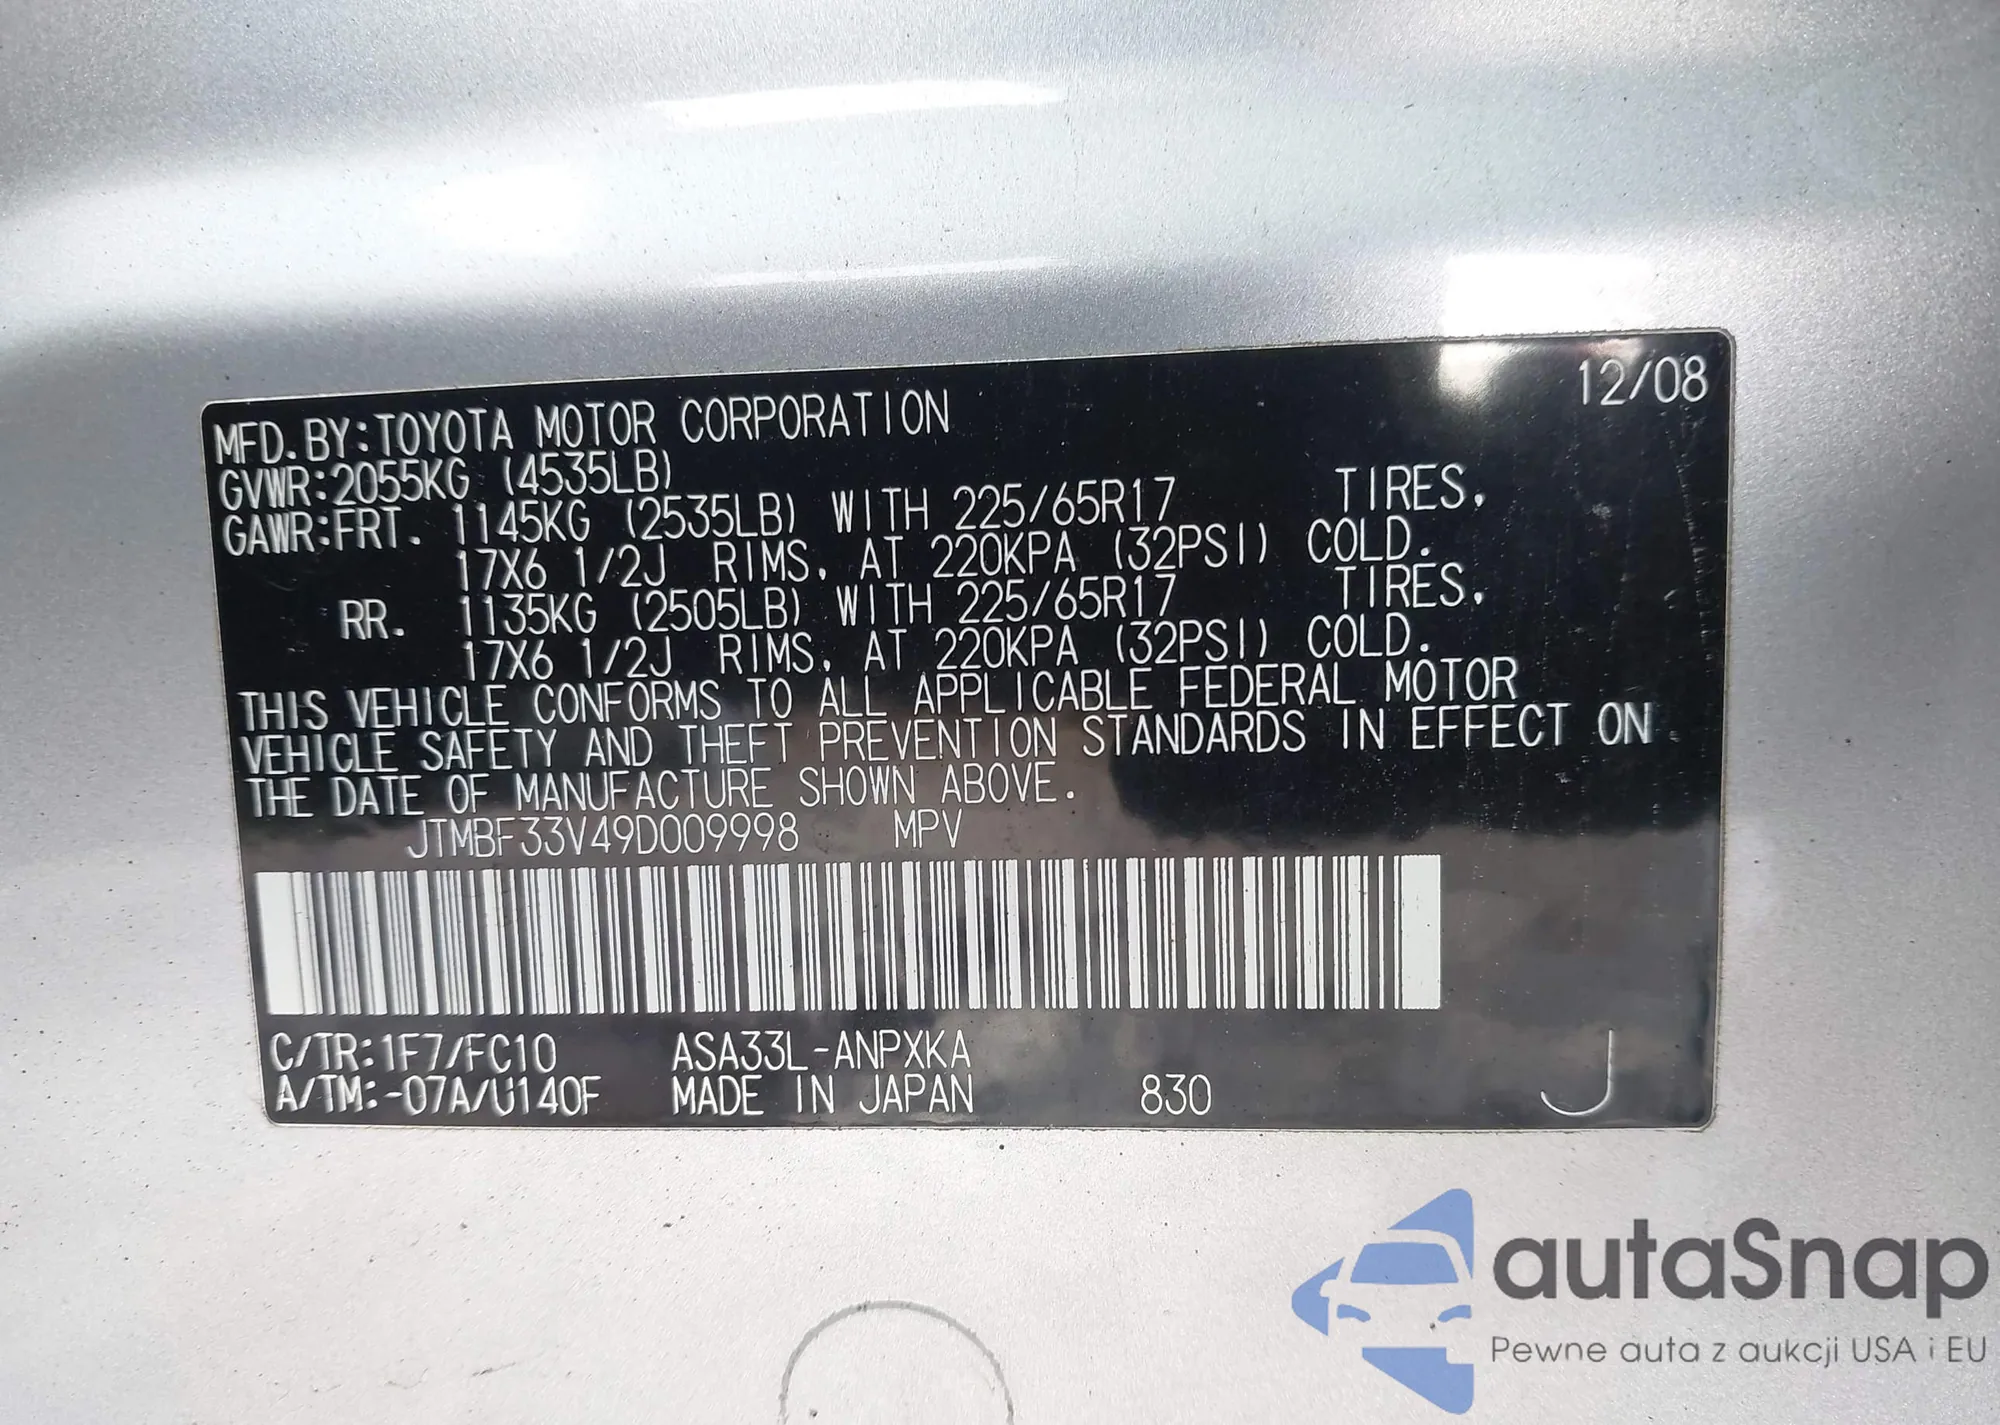 12/08
MFD. BY:TOYOTA MOTOR CORPORATION
GVWR:2055KG (4535LB)
GAWR:FRT. 1145KG (2535LB) WITH 225/65R17 TIRES,
17X6 1/2J RIMS, AT 220KPA (32PSI) COLD.
RR. 1135KG (2505LB) WITH 225/65R17 TIRES,
17X6 1/2J RIMS, AT 220KPA (32PSI) COLD.
THIS VEHICLE CONFORMS TO ALL APPLICABLE FEDERAL MOTOR
VEHICLE SAFETY AND THEFT PREVENTION STANDARDS IN EFFECT ON
THE DATE OF MANUFACTURE SHOWN ABOVE.
JTMBF33V49D009998 MPV
C/TR:1F7/FC10 ASA33L-ANPXKA
A/TM:-07A/U140F MADE IN JAPAN 830 J
autaSnap
Pewne auta z aukcji USA i EU